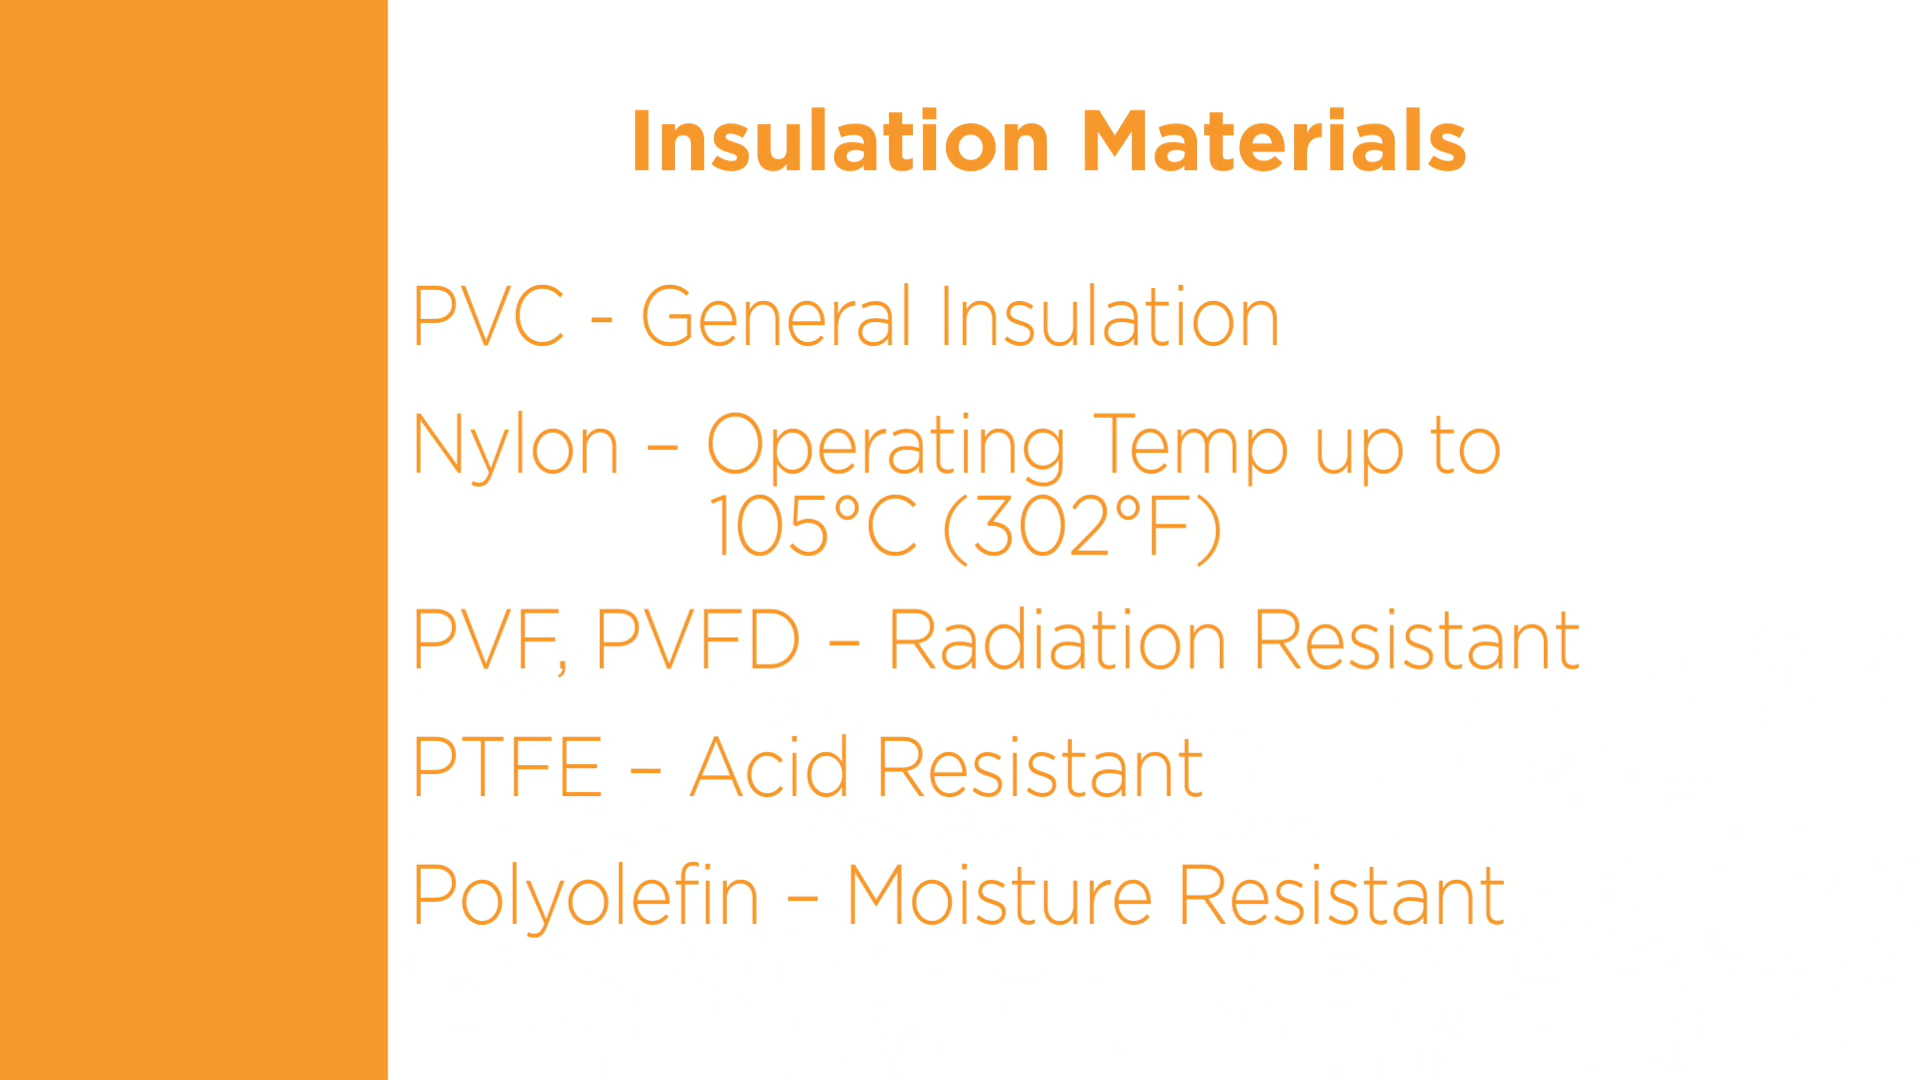 Insulation Materials
PVC - General Insulation
Nylon – Operating Temp up to
105°C (302°F)
PVF, PVFD – Radiation Resistant
PTFE – Acid Resistant
Polyolefin – Moisture Resistant